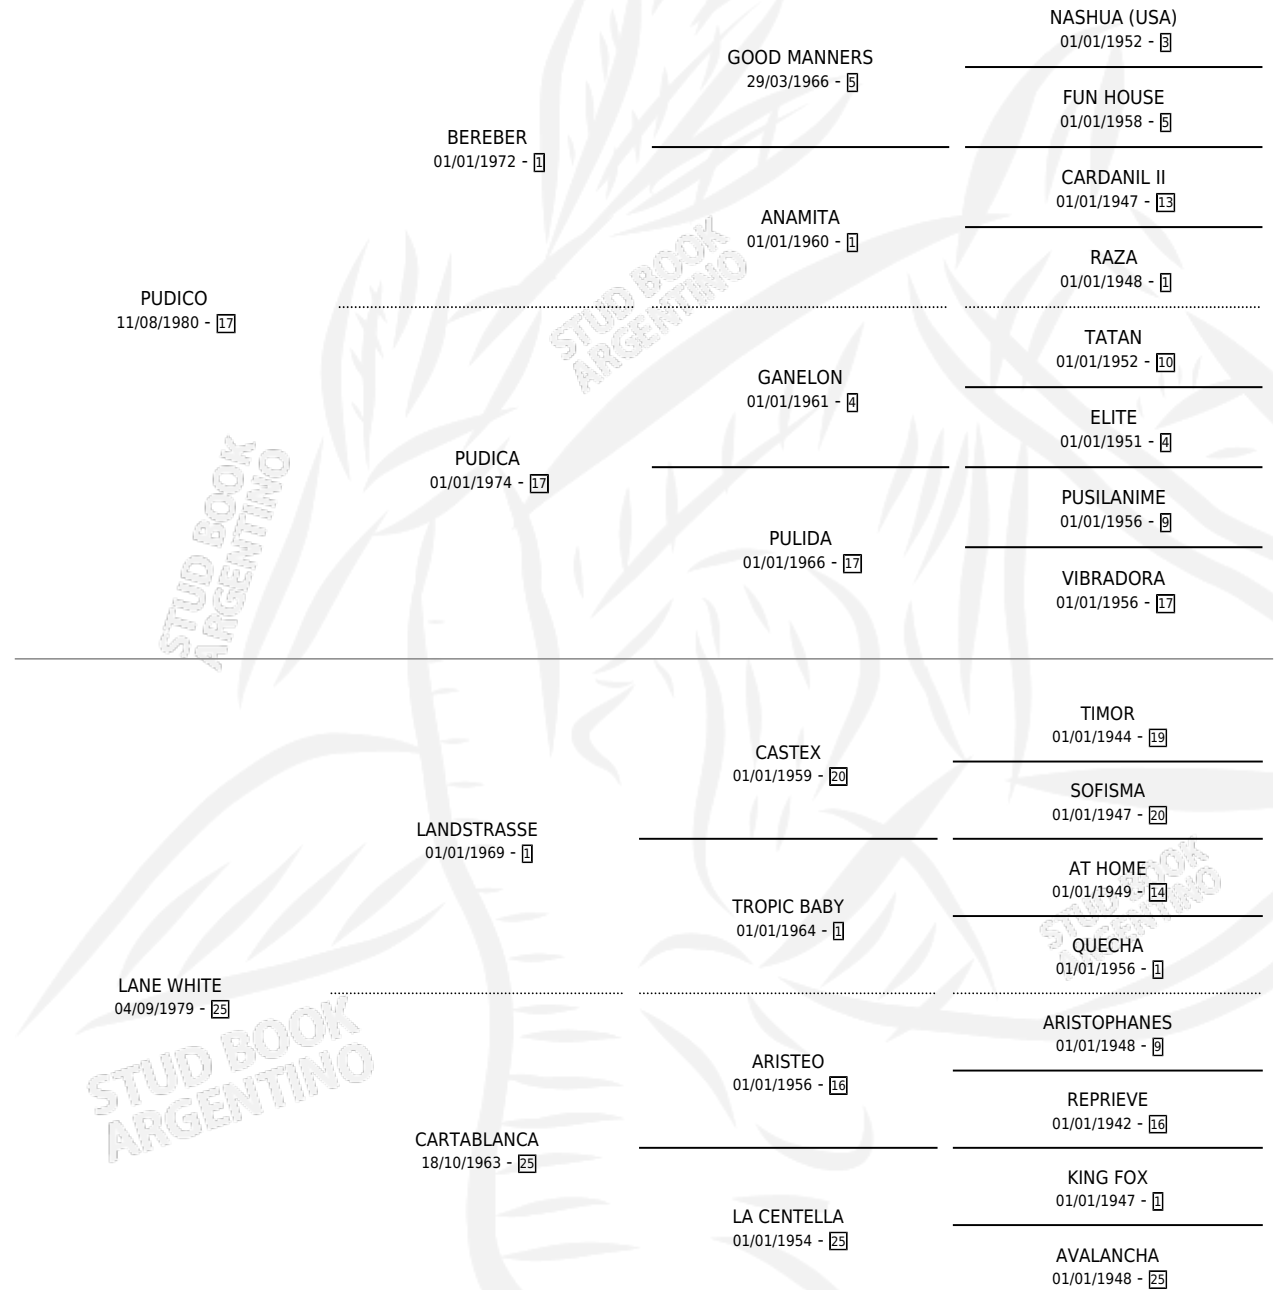 NASHUA (USA)
01/01/1952 - 3
GOOD MANNERS
29/03/1966 - 5
FUN HOUSE
01/01/1958 - 5
BEREBER
01/01/1972 - 1
CARDANIL II
01/01/1947 - 13
ANAMITA
01/01/1960 - 1
RAZA
01/01/1948 - 1
PUDICO
11/08/1980 - 17
STUD BOOK
ARGENTINO
TATAN
01/01/1952 - 10
GANELON
01/01/1961 - 4
ELITE
01/01/1951 - 4
PUDICA
01/01/1974 - 17
PUSILANIME
01/01/1956 - 9
PULIDA
01/01/1966 - 17
VIBRADORA
01/01/1956 - 17
STUD BOOK
ARGENTINO
TIMOR
01/01/1944 - 19
CASTEX
01/01/1959 - 20
SOFISMA
01/01/1947 - 20
LANDSTRASSE
01/01/1969 - 1
AT HOME
01/01/1949 - 14
TROPIC BABY
01/01/1964 - 1
STUD BOOK
ARGENTINO
QUECHA
01/01/1956 - 1
LANE WHITE
04/09/1979 - 25
ARISTOPHANES
01/01/1948 - 9
ARISTEO
01/01/1956 - 16
REPRIEVE
01/01/1942 - 16
STUD BOOK
ARGENTINO
CARTABLANCA
18/10/1963 - 25
KING FOX
01/01/1947 - 1
LA CENTELLA
01/01/1954 - 25
AVALANCHA
01/01/1948 - 25